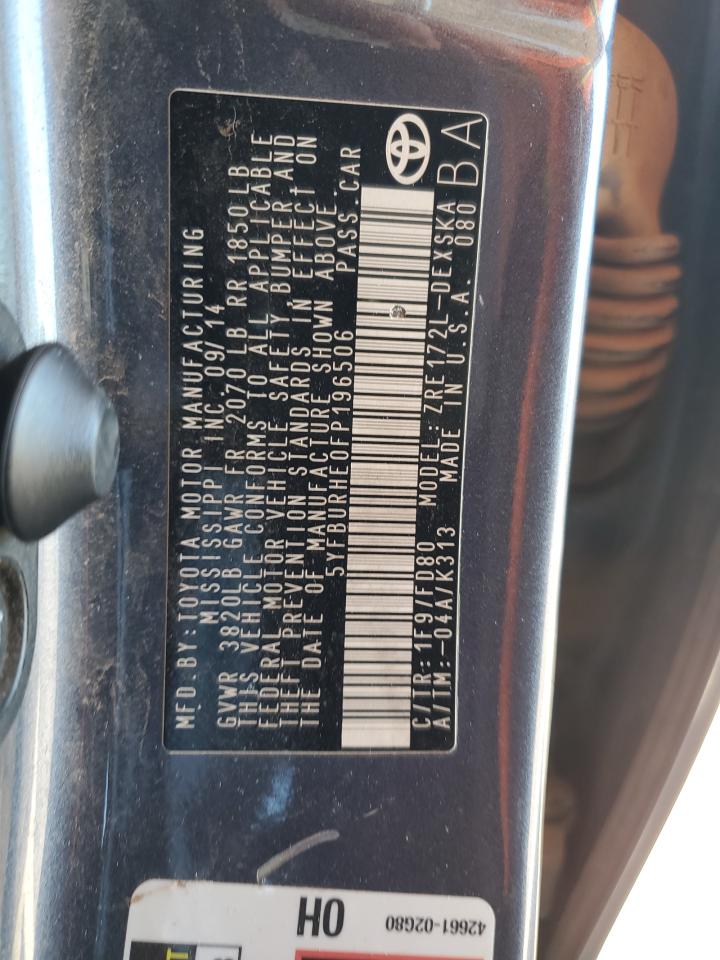 MFD.BY:TOYOTA MOTOR MANUFACTURING
MISSISSIPPI INC.09/14
GVWR 3820LB GAWR FR 2070 LB RR 1850 LB
THIS VEHICLE CONFORMS TO ALL APPLICABLE
FEDERAL MOTOR VEHICLE SAFETY,BUMPER,AND
THEFT PREVENTION STANDARDS IN EFFECT ON
THE DATE OF MANUFACTURE SHOWN ABOVE.
5YFBURHE0FP196506 PASS.CAR
C/TR:1F9/FD80 MODEL:ZRE172L-DEXSKA
A/TM:-04A/K313 MADE IN U.S.A. 080 BA
OH
42661-02G80